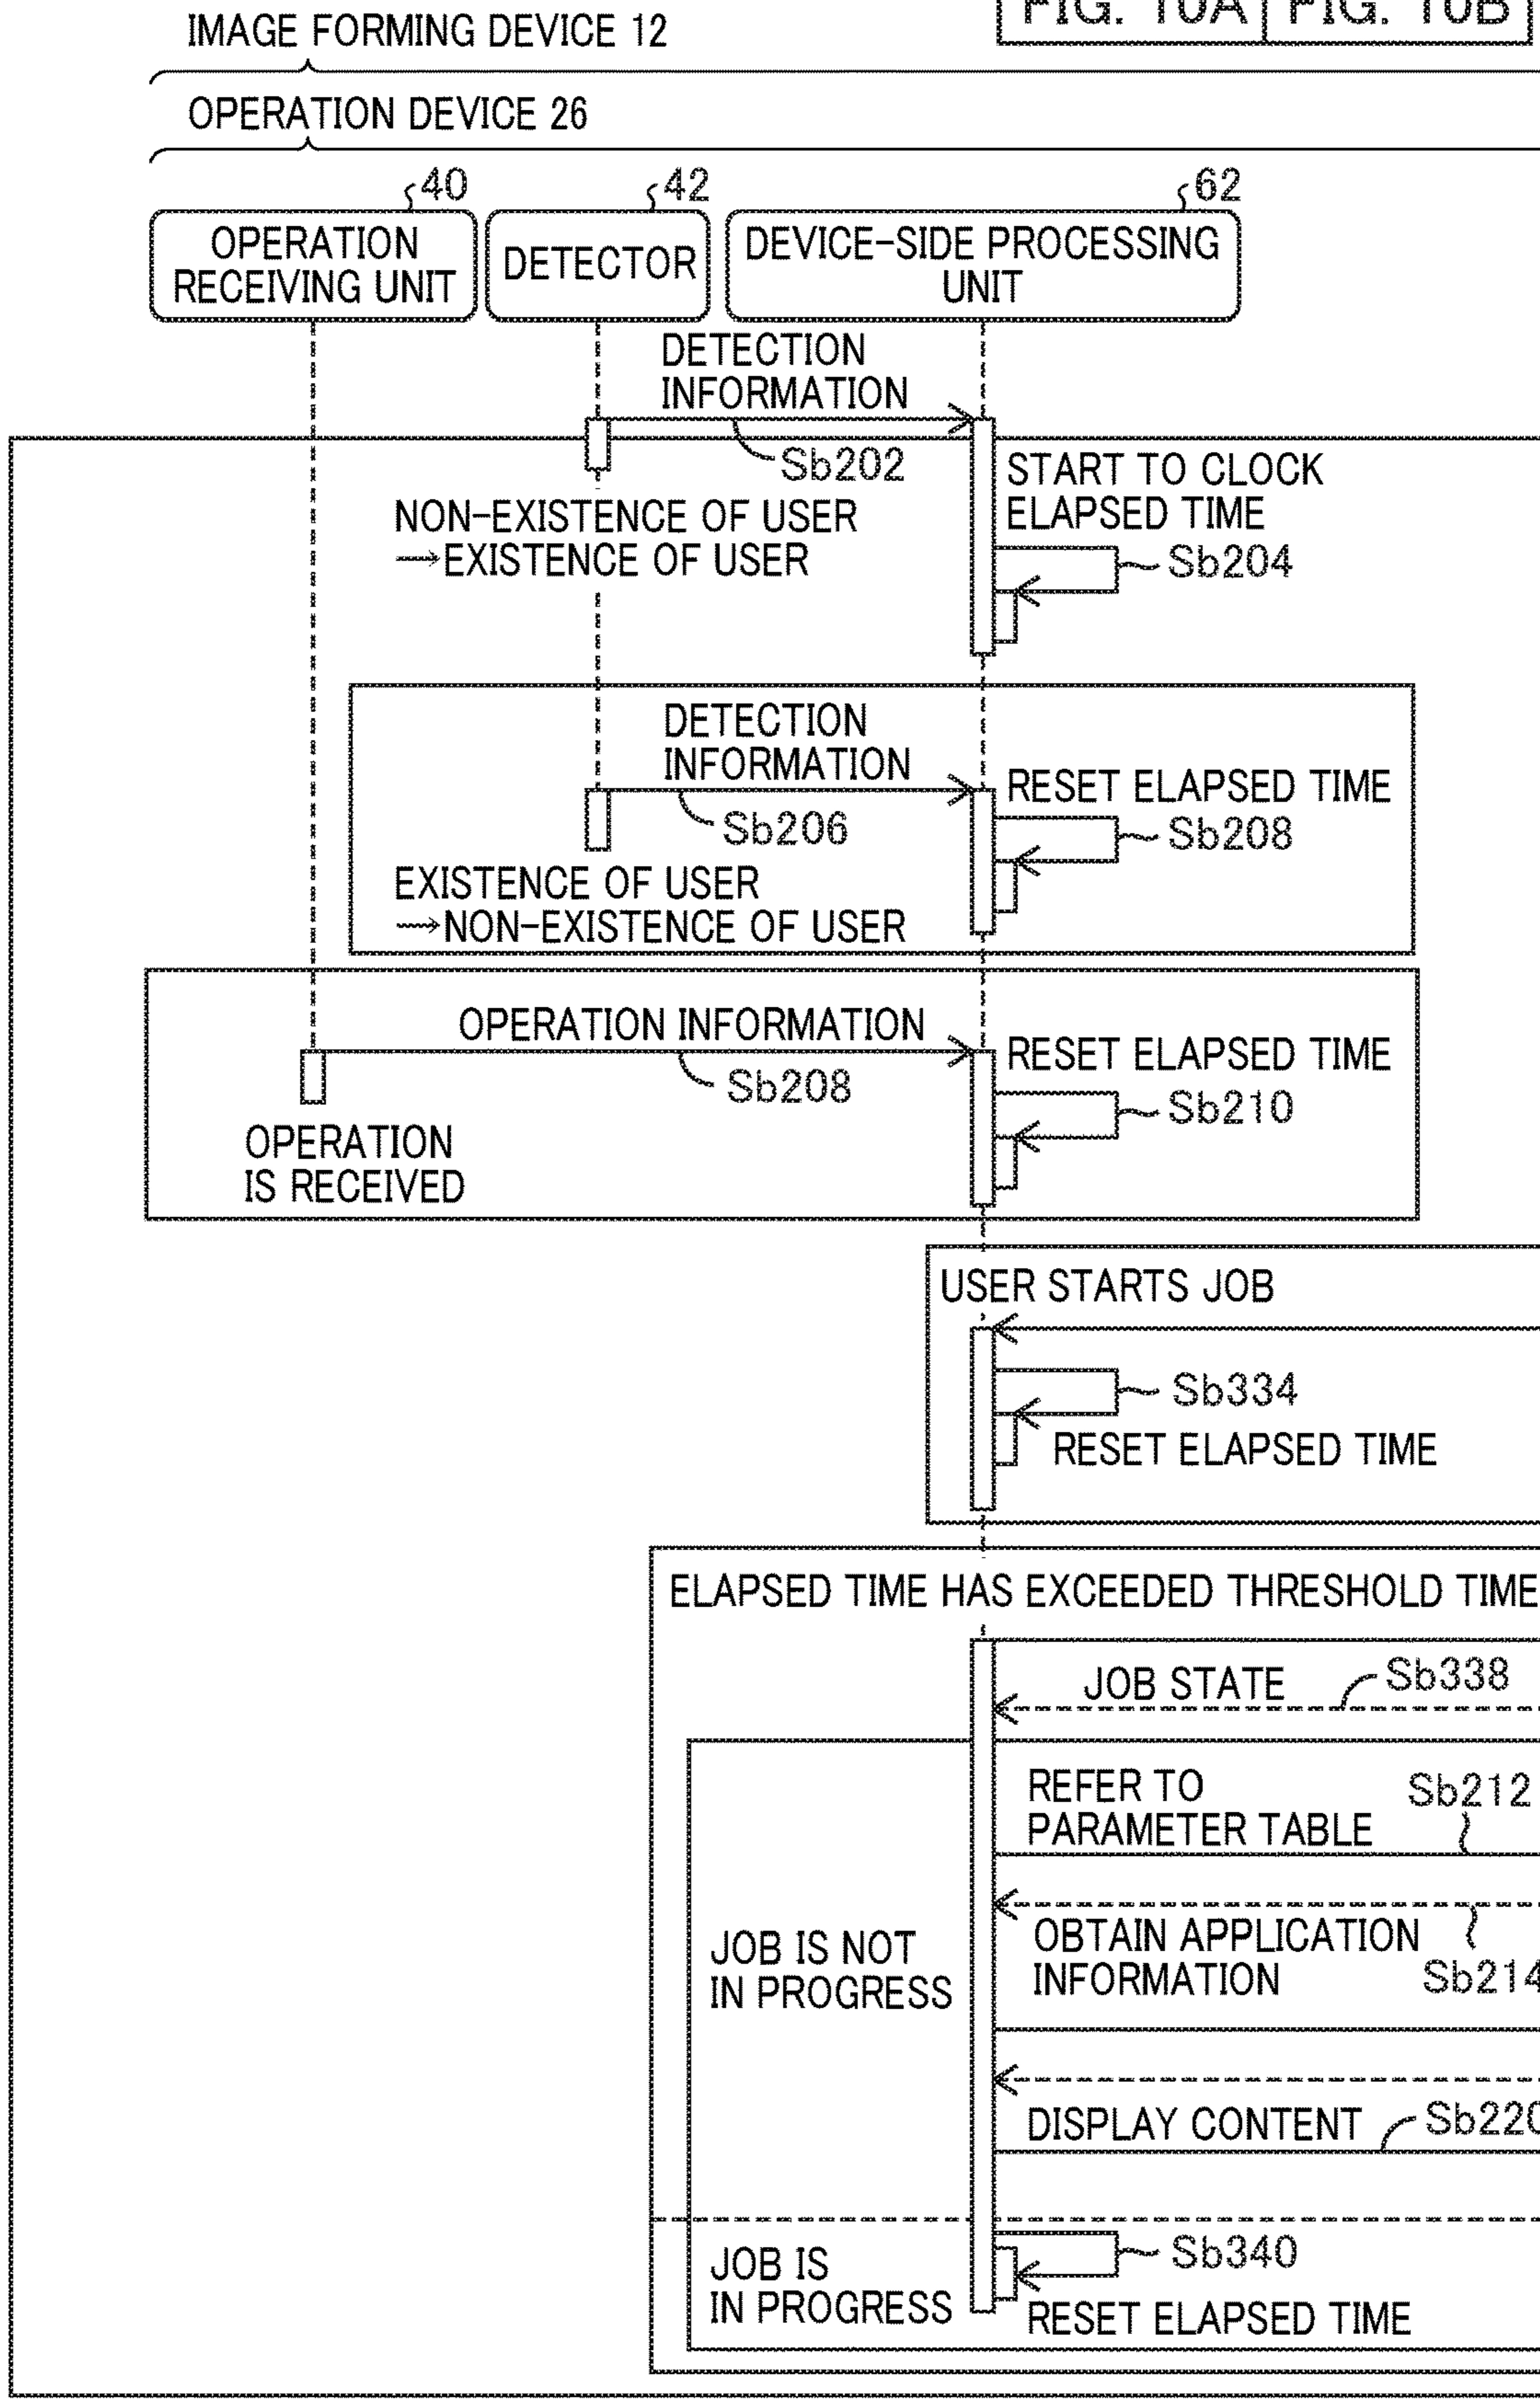 FIG. 10A FIG. 10B
IMAGE FORMING DEVICE 12
OPERATION DEVICE 26
40
42
62
OPERATION
RECEIVING UNIT
DETECTOR
DEVICE-SIDE PROCESSING
UNIT
DETECTION
INFORMATION
Sb202
START TO CLOCK
ELAPSED TIME
NON-EXISTENCE OF USER
→EXISTENCE OF USER
Sb204
DETECTION
INFORMATION
RESET ELAPSED TIME
Sb206
Sb208
EXISTENCE OF USER
→NON-EXISTENCE OF USER
OPERATION INFORMATION
RESET ELAPSED TIME
Sb208
Sb210
OPERATION
IS RECEIVED
USER STARTS JOB
Sb334
RESET ELAPSED TIME
ELAPSED TIME HAS EXCEEDED THRESHOLD TIME
JOB STATE
Sb338
REFER TO
PARAMETER TABLE
Sb212
JOB IS NOT
IN PROGRESS
OBTAIN APPLICATION
INFORMATION
Sb214
DISPLAY CONTENT
Sb220
JOB IS
IN PROGRESS
Sb340
RESET ELAPSED TIME